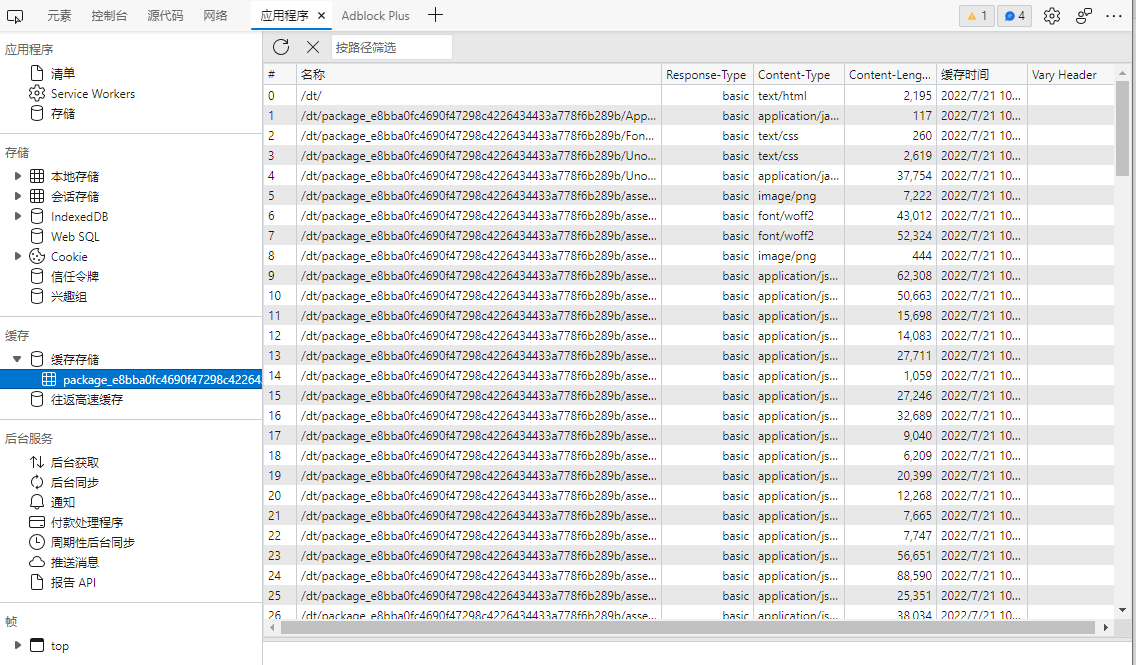 元素 控制台 源代码 网络 应用程序 × Adblock Plus + 1 4
应用程序
清单
Service Workers
存储
存储
本地存储
会话存储
IndexedDB
Web SQL
Cookie
信任令牌
兴趣组
缓存
缓存存储
package_e8bba0fc4690f47298c42264
往返高速缓存
后台服务
后台获取
后台同步
通知
付款处理程序
周期性后台同步
推送消息
报告 API
帧
top
按路径筛选
# 名称 Response-Type Content-Type Content-Leng... 缓存时间 Vary Header
0 /dt/ basic text/html 2,195 2022/7/21 10...
1 /dt/package_e8bba0fc4690f47298c4226434433a778f6b289b/App... basic application/ja... 117 2022/7/21 10...
2 /dt/package_e8bba0fc4690f47298c4226434433a778f6b289b/Fon... basic text/css 260 2022/7/21 10...
3 /dt/package_e8bba0fc4690f47298c4226434433a778f6b289b/Uno... basic text/css 2,619 2022/7/21 10...
4 /dt/package_e8bba0fc4690f47298c4226434433a778f6b289b/Uno... basic application/ja... 37,754 2022/7/21 10...
5 /dt/package_e8bba0fc4690f47298c4226434433a778f6b289b/asse... basic image/png 7,222 2022/7/21 10...
6 /dt/package_e8bba0fc4690f47298c4226434433a778f6b289b/asse... basic font/woff2 43,012 2022/7/21 10...
7 /dt/package_e8bba0fc4690f47298c4226434433a778f6b289b/asse... basic font/woff2 52,324 2022/7/21 10...
8 /dt/package_e8bba0fc4690f47298c4226434433a778f6b289b/asse... basic image/png 444 2022/7/21 10...
9 /dt/package_e8bba0fc4690f47298c4226434433a778f6b289b/asse... basic application/js... 62,308 2022/7/21 10...
10 /dt/package_e8bba0fc4690f47298c4226434433a778f6b289b/asse... basic application/js... 50,663 2022/7/21 10...
11 /dt/package_e8bba0fc4690f47298c4226434433a778f6b289b/asse... basic application/js... 15,698 2022/7/21 10...
12 /dt/package_e8bba0fc4690f47298c4226434433a778f6b289b/asse... basic application/js... 14,083 2022/7/21 10...
13 /dt/package_e8bba0fc4690f47298c4226434433a778f6b289b/asse... basic application/js... 27,711 2022/7/21 10...
14 /dt/package_e8bba0fc4690f47298c4226434433a778f6b289b/asse... basic application/js... 1,059 2022/7/21 10...
15 /dt/package_e8bba0fc4690f47298c4226434433a778f6b289b/asse... basic application/js... 27,246 2022/7/21 10...
16 /dt/package_e8bba0fc4690f47298c4226434433a778f6b289b/asse... basic application/js... 32,689 2022/7/21 10...
17 /dt/package_e8bba0fc4690f47298c4226434433a778f6b289b/asse... basic application/js... 9,040 2022/7/21 10...
18 /dt/package_e8bba0fc4690f47298c4226434433a778f6b289b/asse... basic application/js... 6,209 2022/7/21 10...
19 /dt/package_e8bba0fc4690f47298c4226434433a778f6b289b/asse... basic application/js... 20,399 2022/7/21 10...
20 /dt/package_e8bba0fc4690f47298c4226434433a778f6b289b/asse... basic application/js... 12,268 2022/7/21 10...
21 /dt/package_e8bba0fc4690f47298c4226434433a778f6b289b/asse... basic application/js... 7,665 2022/7/21 10...
22 /dt/package_e8bba0fc4690f47298c4226434433a778f6b289b/asse... basic application/js... 7,747 2022/7/21 10...
23 /dt/package_e8bba0fc4690f47298c4226434433a778f6b289b/asse... basic application/js... 56,651 2022/7/21 10...
24 /dt/package_e8bba0fc4690f47298c4226434433a778f6b289b/asse... basic application/js... 88,590 2022/7/21 10...
25 /dt/package_e8bba0fc4690f47298c4226434433a778f6b289b/asse... basic application/js... 25,351 2022/7/21 10...
26 /dt/package_e8bba0fc4690f47298c4226434433a778f6b289b/asse... basic application/js... 38,034 2022/7/21 10...